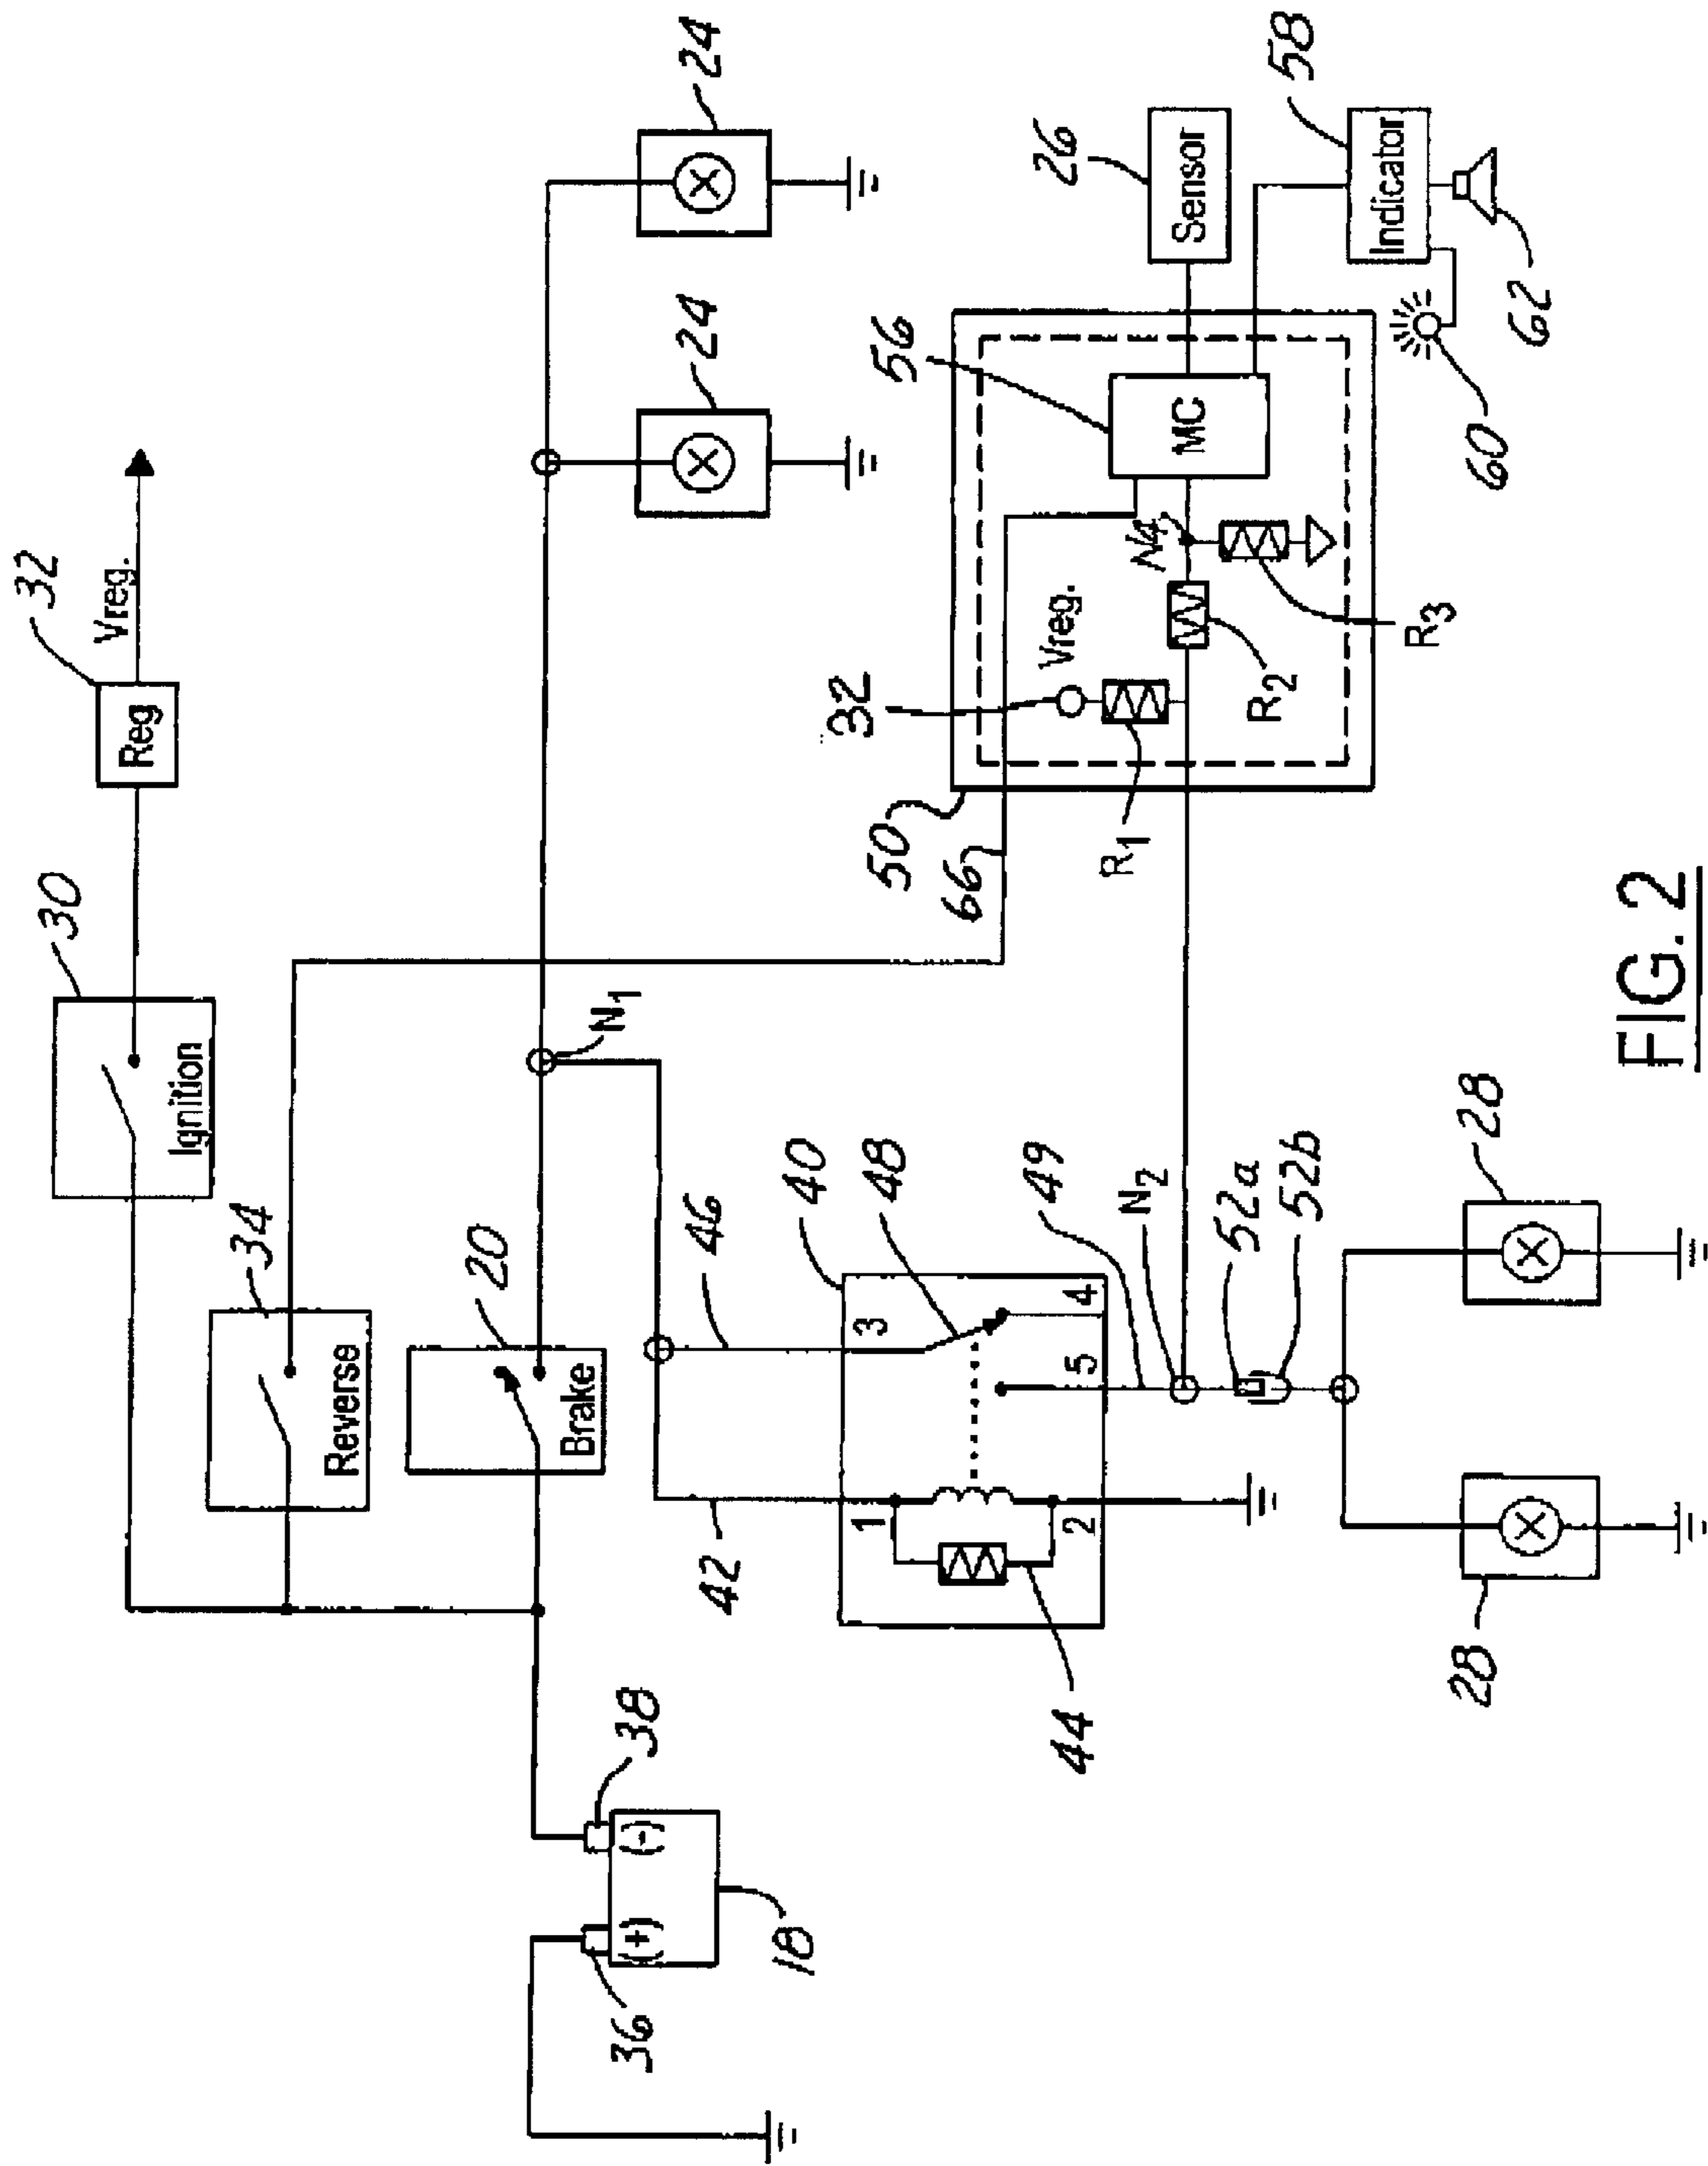 30
Ignition
32
Reg
Vreg.
34
Reverse
20
Brake
N1
24
24
36
(+)
(-)
38
18
42
46
40
48
1
2
3
4
5
44
49
N2
52a
52b
28
28
50
66
32
Vreg.
R1
R2
R3
N4
56
MC
26
Sensor
58
Indicator
60
62
FIG. 2